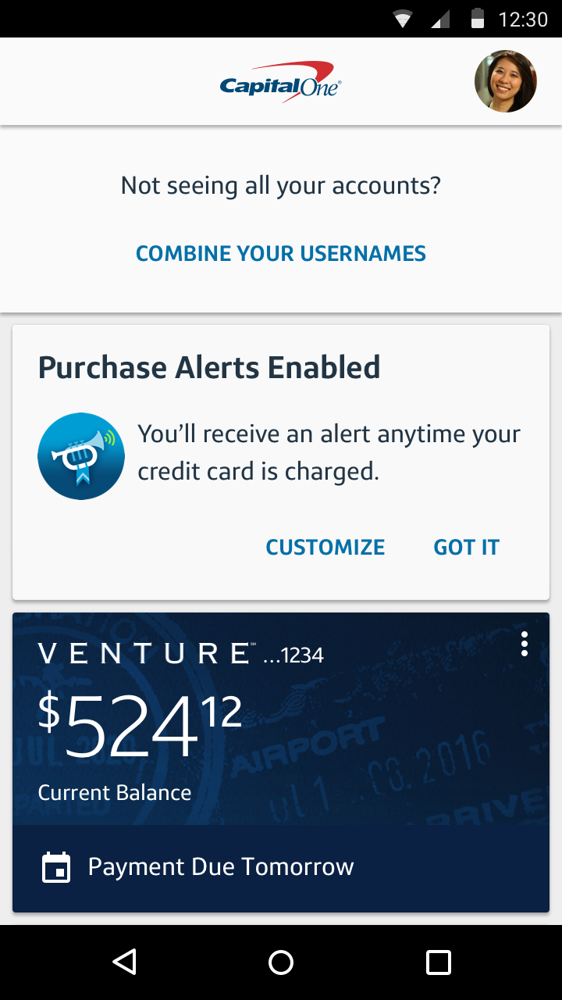 12:30
CapitalOne®
Not seeing all your accounts?
COMBINE YOUR USERNAMES
Purchase Alerts Enabled
You’ll receive an alert anytime your
credit card is charged.
CUSTOMIZE GOT IT
VENTURE℠ ...1234
$524 12
AIRPORT
2016
Current Balance
Payment Due Tomorrow